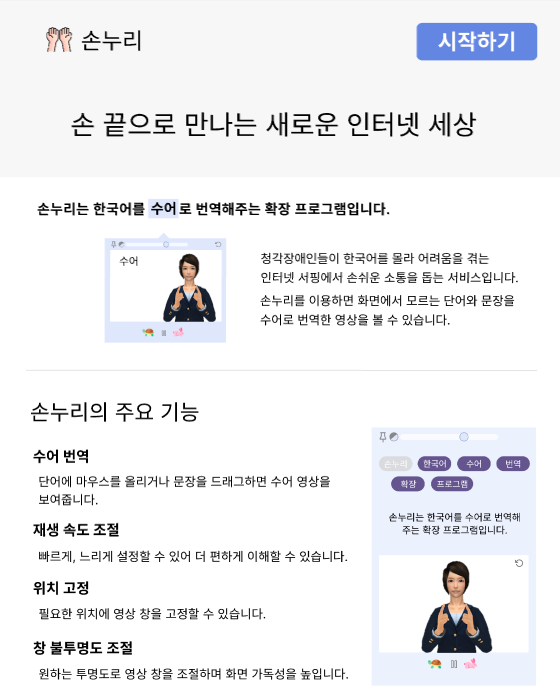 손누리
시작하기
손 끝으로 만나는 새로운 인터넷 세상
손누리는 한국어를 수어로 번역해주는 확장 프로그램입니다.
수어
청각장애인들이 한국어를 몰라 어려움을 겪는
인터넷 서핑에서 손쉬운 소통을 돕는 서비스입니다.
손누리를 이용하면 화면에서 모르는 단어와 문장을
수어로 번역한 영상을 볼 수 있습니다.
손누리의 주요 기능
수어 번역
단어에 마우스를 올리거나 문장을 드래그하면 수어 영상을
보여줍니다.
재생 속도 조절
빠르게, 느리게 설정할 수 있어 더 편하게 이해할 수 있습니다.
위치 고정
필요한 위치에 영상 창을 고정할 수 있습니다.
창 불투명도 조절
원하는 투명도로 영상 창을 조절하며 화면 가독성을 높입니다.
손누리 한국어 수어 번역
확장 프로그램
손누리는 한국어를 수어로 번역해
주는 확장 프로그램입니다.